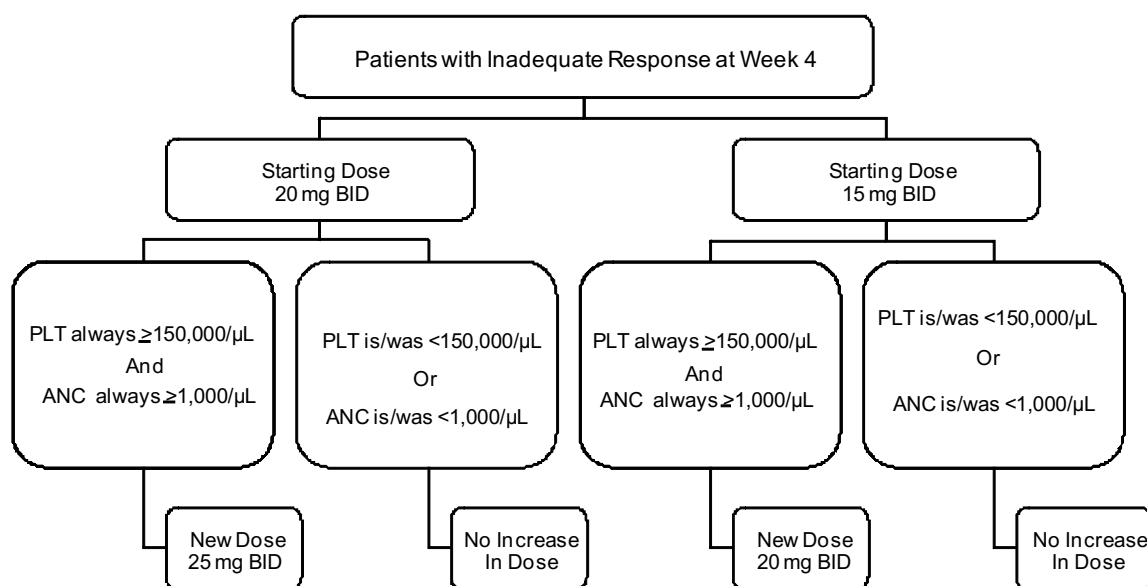 Patients with Inadequate Response at Week 4
Starting Dose
20 mg BID
Starting Dose
15 mg BID
PLT always ≥150,000/µL
And
ANC always ≥1,000/µL
PLT is/was <150,000/µL
Or
ANC is/was <1,000/µL
PLT always ≥150,000/µL
And
ANC always ≥1,000/µL
PLT is/was <150,000/µL
Or
ANC is/was <1,000/µL
New Dose
25 mg BID
No Increase
In Dose
New Dose
20 mg BID
No Increase
In Dose